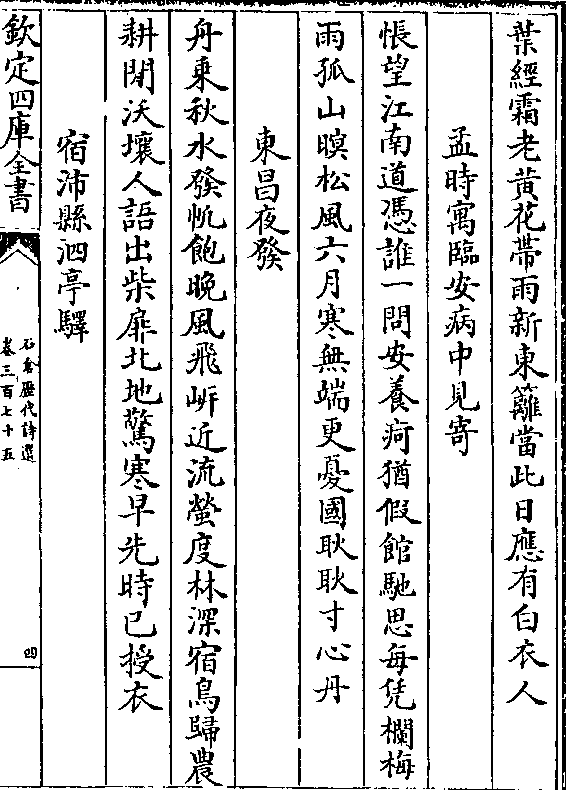 葉經霜老黄花帶雨新東籬當此日應有白衣人
孟時寓臨安病中見寄
悵望江南道憑誰一問安養疴猶假館馳思每凭欄梅
雨孤山暝松風六月寒無端更憂國耿耿寸心丹
東昌夜發
舟乘秋水發帆飽晚風飛岍近流螢度林深宿鳥歸農
耕閒沃壤人語出柴扉北地驚寒早先時已授衣
宿沛縣泗亭驛
欽定四庫全書
石倉歷代詩選
卷三百七十五
四